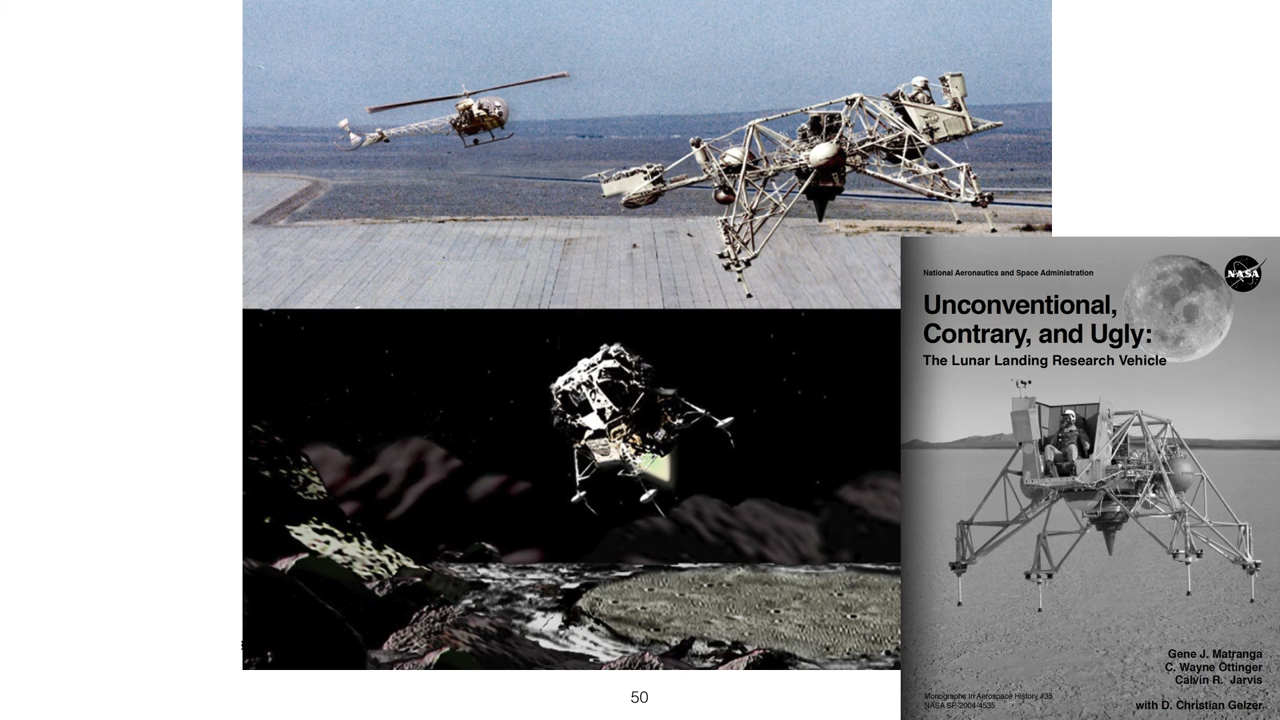 National Aeronautics and Space Administration
NASA
Unconventional,
Contrary, and Ugly:
The Lunar Landing Research Vehicle
Gene J. Matranga
C. Wayne Ottinger
Calvin R. Jarvis
with D. Christian Gelzer
Monographs in Aerospace History #35
NASA SP-2004-4535
50